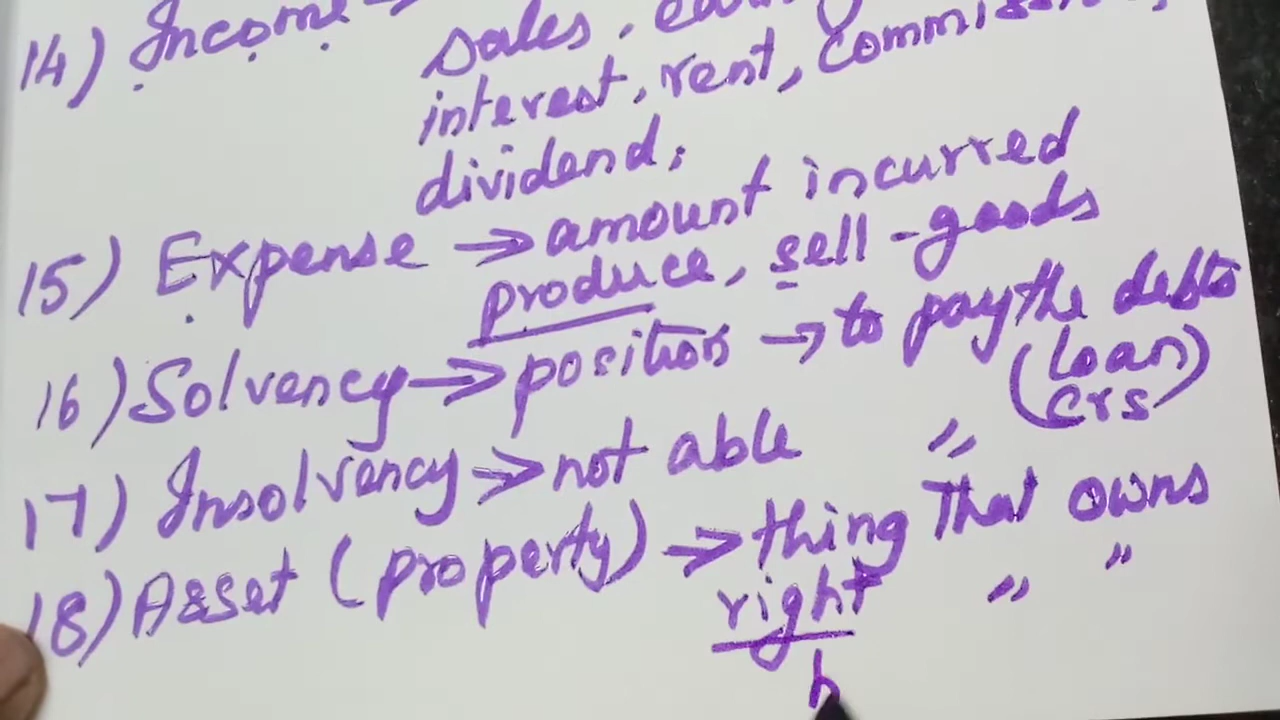 14) Income →
sales, 
interest, rent, commission,
dividend;
15) Expense → amount incurred
produce, sell - goods
16) Solvency → position → to pay the debts
(loan
crs)
17) Insolvency → not able 〃
18) Asset (property) → thing that owns
right 〃 〃
h